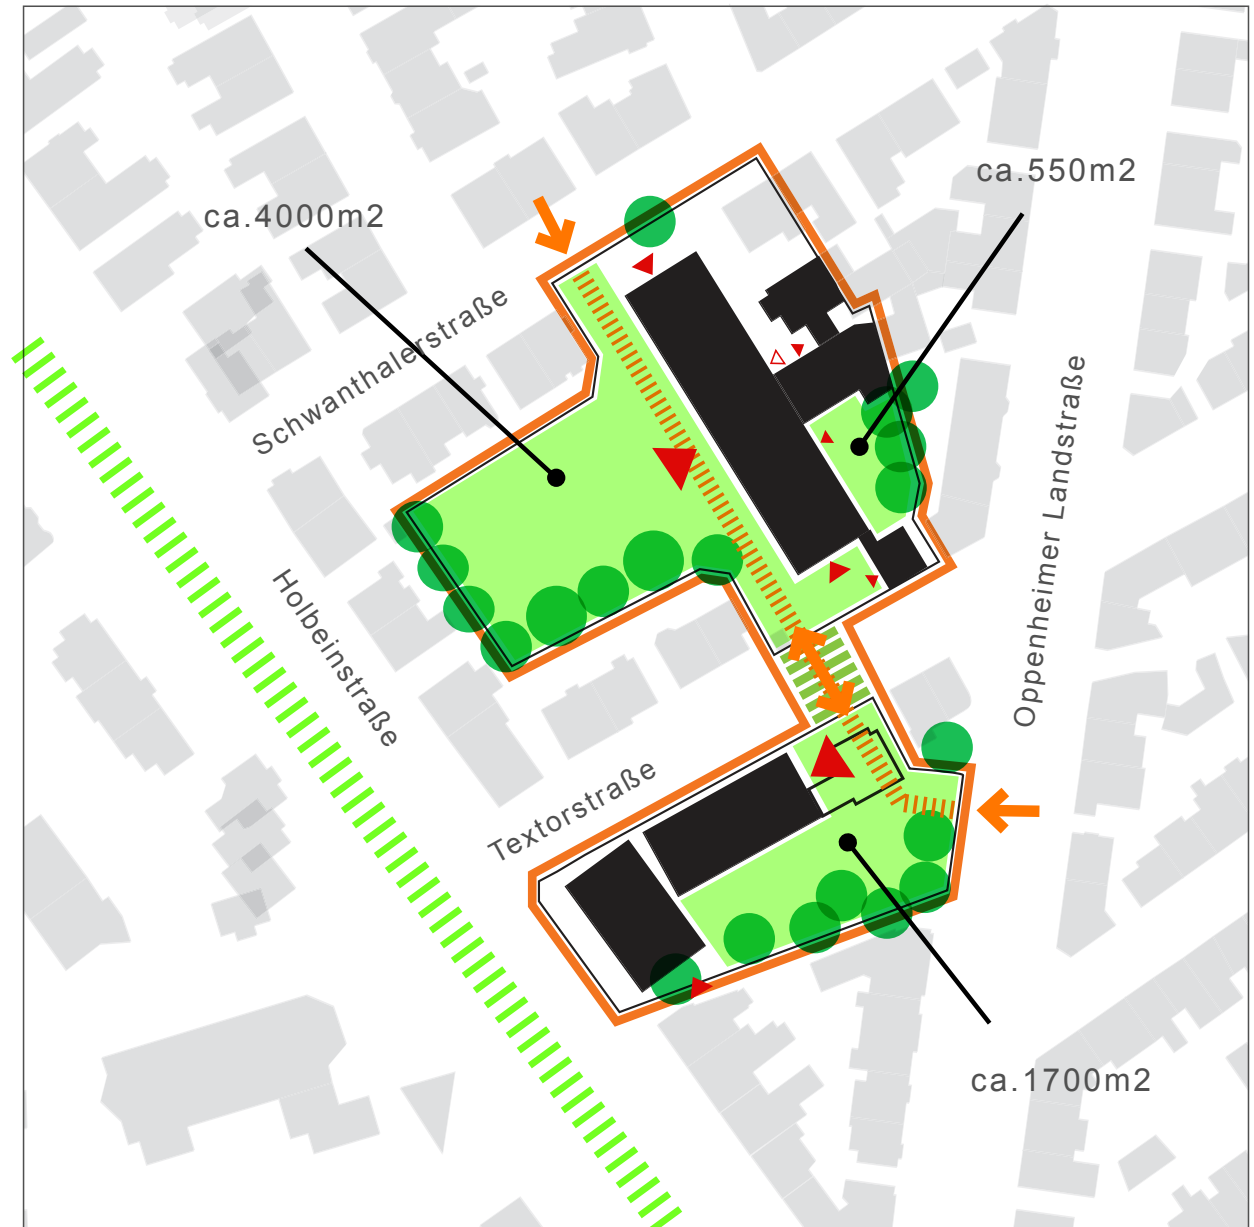 ca.550m2
ca.4000m2
Schwanthalerstraße
Oppenheimer Landstraße
Holbeinstraße
Textorstraße
ca.1700m2